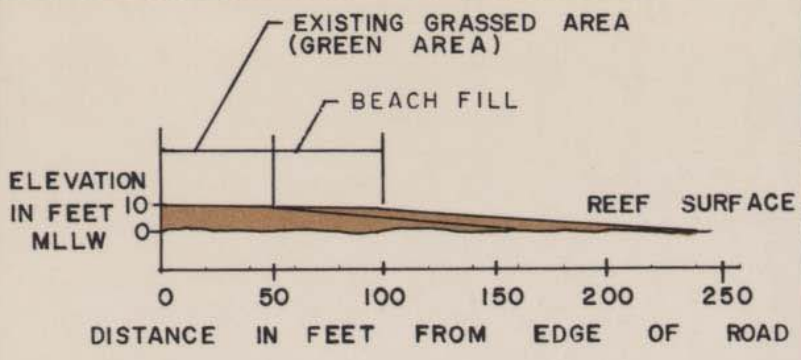 EXISTING GRASSED AREA
(GREEN AREA)
BEACH FILL
ELEVATION
IN FEET 10
MLLW 0
REEF SURFACE
0 50 100 150 200 250
DISTANCE IN FEET FROM EDGE OF ROAD